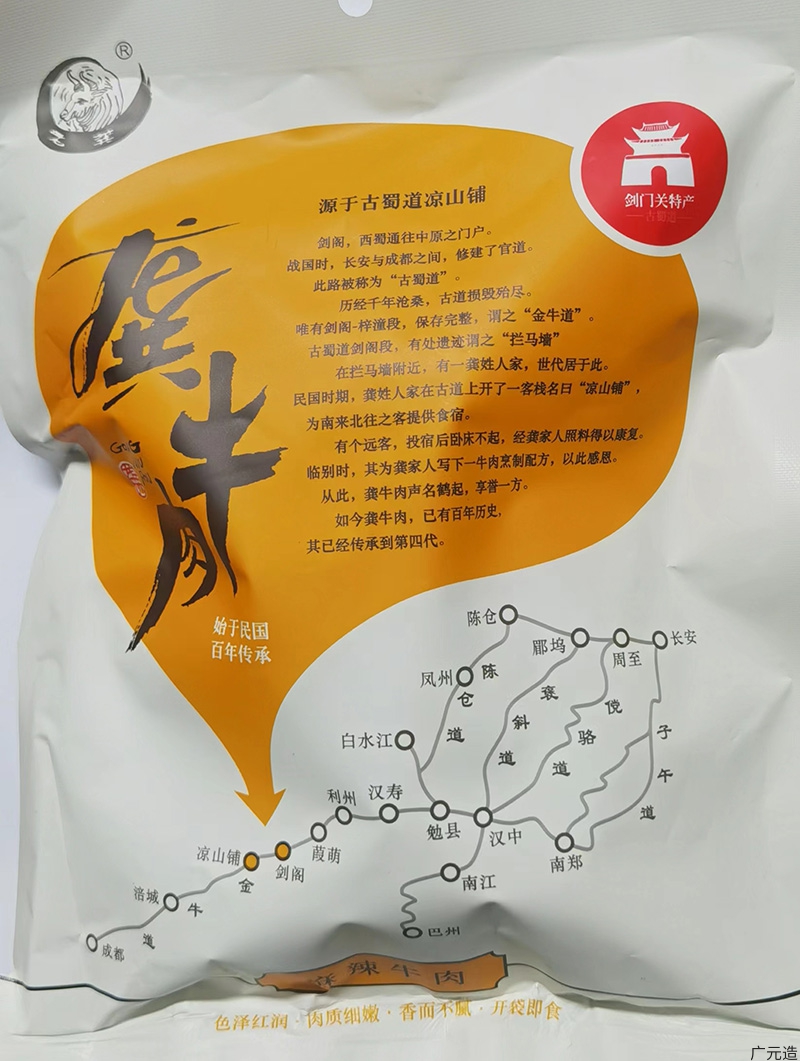 ®
老龚
剑门关特产
古蜀道
源于古蜀道凉山铺
剑阁，西蜀通往中原之门户。
战国时，长安与成都之间，修建了官道。
此路被称为“古蜀道”。
历经千年沧桑，古道损毁殆尽。
唯有剑阁-梓潼段，保存完整，谓之“金牛道”。
古蜀道剑阁段，有处遗迹谓之“拦马墙”
在拦马墙附近，有一龚姓人家，世代居于此。
民国时期，龚姓人家在古道上开了一客栈名曰“凉山铺”，
为南来北往之客提供食宿。
有个远客，投宿后卧床不起，经龚家人照料得以康复。
临别时，其为龚家人写下一牛肉烹制配方，以此感恩。
从此，龚牛肉声名鹤起，享誉一方。
如今龚牛肉，已有百年历史，
其已经传承到第四代。
龚牛肉
始于民国
百年传承
陈仓
郿坞
周至
长安
凤州
陈仓道
褒斜道
傥骆道
子午道
白水江
利州
汉寿
勉县
汉中
南郑
凉山铺
剑阁
葭萌
南江
涪城
金牛道
成都
巴州
辣牛肉
色泽红润·肉质细嫩·香而不腻·开袋即食
广元造